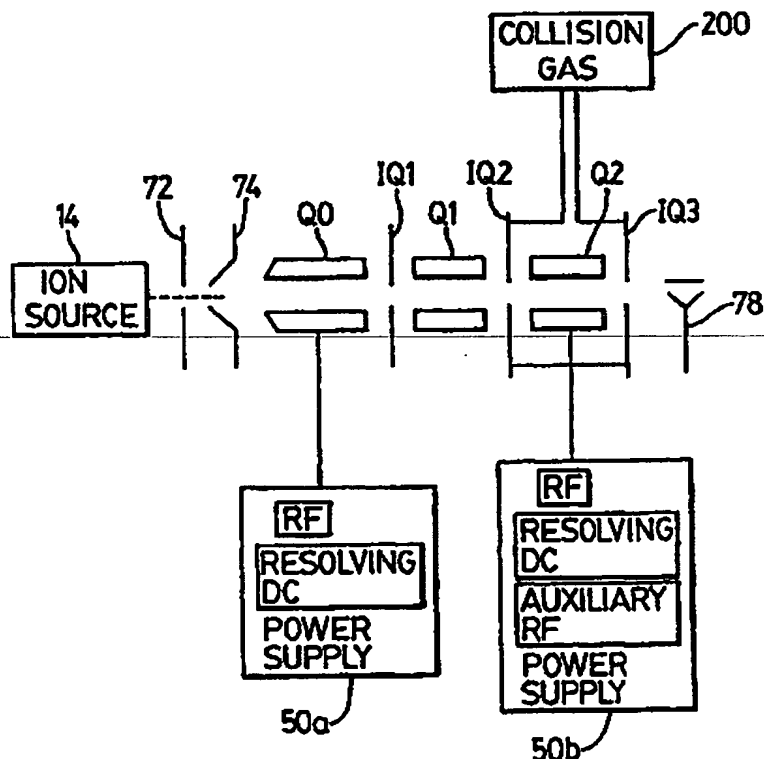 COLLISION
GAS
200
72
74
Q0
IQ1
Q1
IQ2
Q2
IQ3
14
ION
SOURCE
78
RF
RESOLVING
DC
POWER
SUPPLY
50a
RF
RESOLVING
DC
AUXILIARY
RF
POWER
SUPPLY
50b